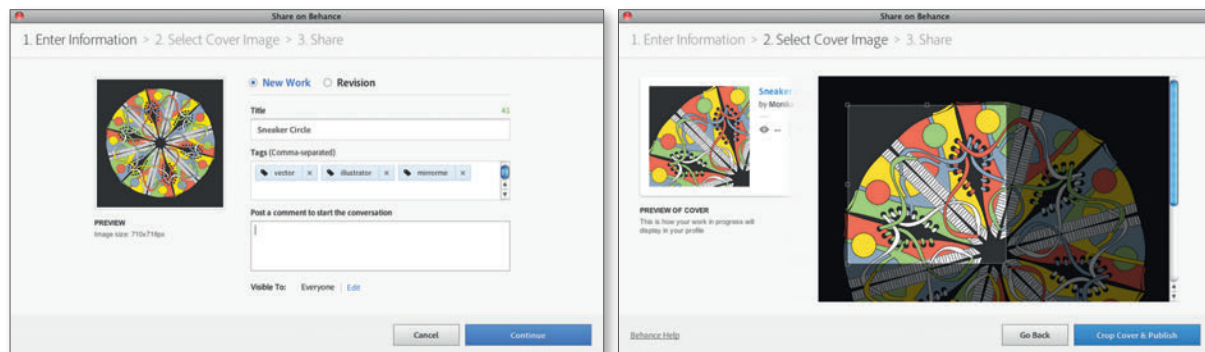 Share on Behance
1. Enter Information > 2. Select Cover Image > 3. Share
New Work Revision
Title 41
Sneaker Circle
Tags (Comma-separated)
vector x illustrator x mirrorme x
Post a comment to start the conversation
PREVIEW
Image size: 710x718px
Visible To: Everyone Edit
Cancel Continue
Share on Behance
1. Enter Information > 2. Select Cover Image > 3. Share
Sneaker
by Monika
--
PREVIEW OF COVER
This is how your work in progress will
display in your profile
Behance Help Go Back Crop Cover & Publish